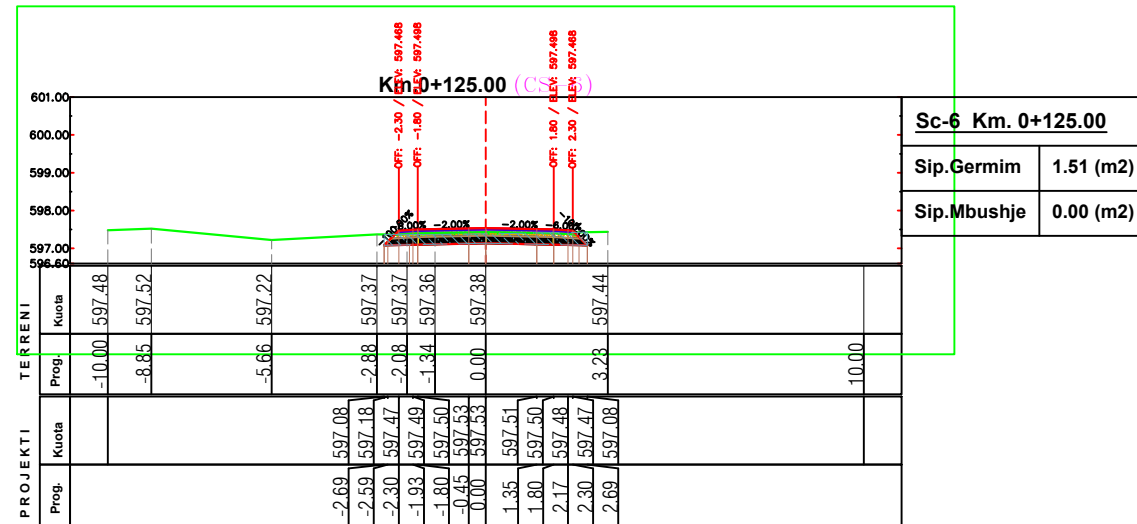 OFF: -2.30 / ELEV: 597.468
OFF: -1.80 / ELEV: 597.498
OFF: 1.80 / ELEV: 597.498
OFF: 2.30 / ELEV: 597.468
Km.0+125.00 (CS-6)
601.00
600.00
599.00
598.00
597.00
596.60
-2.00% -2.00%
Sc-6 Km. 0+125.00
Sip.Germim 1.51 (m2)
Sip.Mbushje 0.00 (m2)
TERRENI
Kuota 597.48 597.52 597.22 597.37 597.37 597.36 597.38 597.44
Prog. -10.00 -8.85 -5.66 -2.88 -2.08 -1.34 0.00 3.23 10.00
PROJEKTI
Kuota 597.08 597.18 597.47 597.49 597.50 597.53 597.53 597.51 597.50 597.48 597.47 597.08
Prog. -2.69 -2.59 -2.30 -1.93 -1.80 -0.45 0.00 1.35 1.80 2.17 2.30 2.69